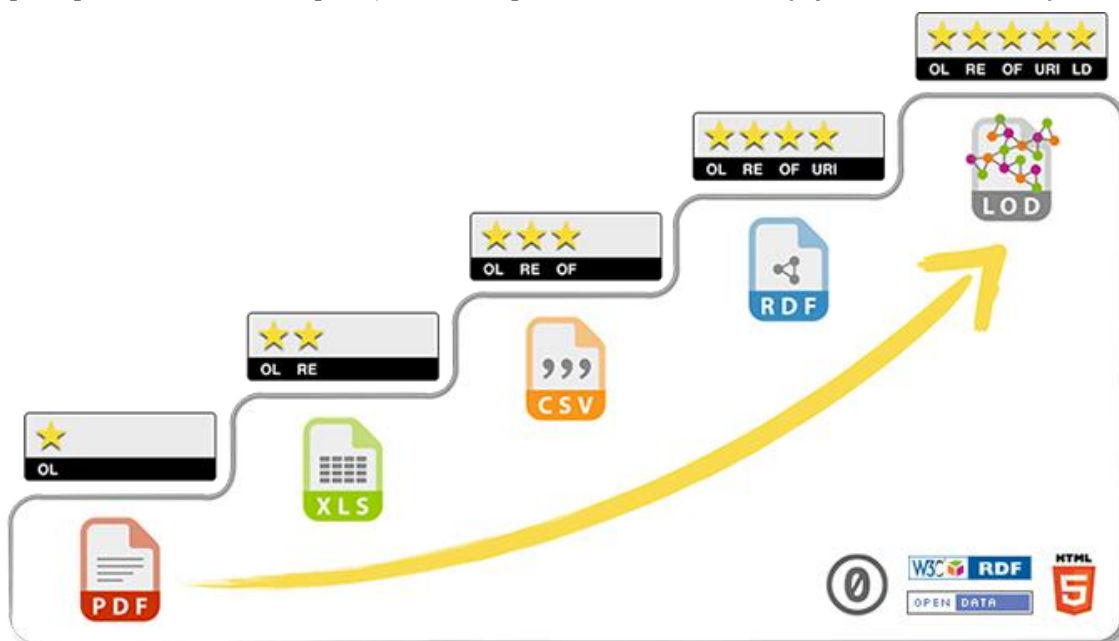 OL RE OF URI LD
LOD
OL RE OF URI
RDF
OL RE OF
CSV
OL RE
XLS
OL
PDF
0
W3C RDF
OPEN DATA
HTML
5